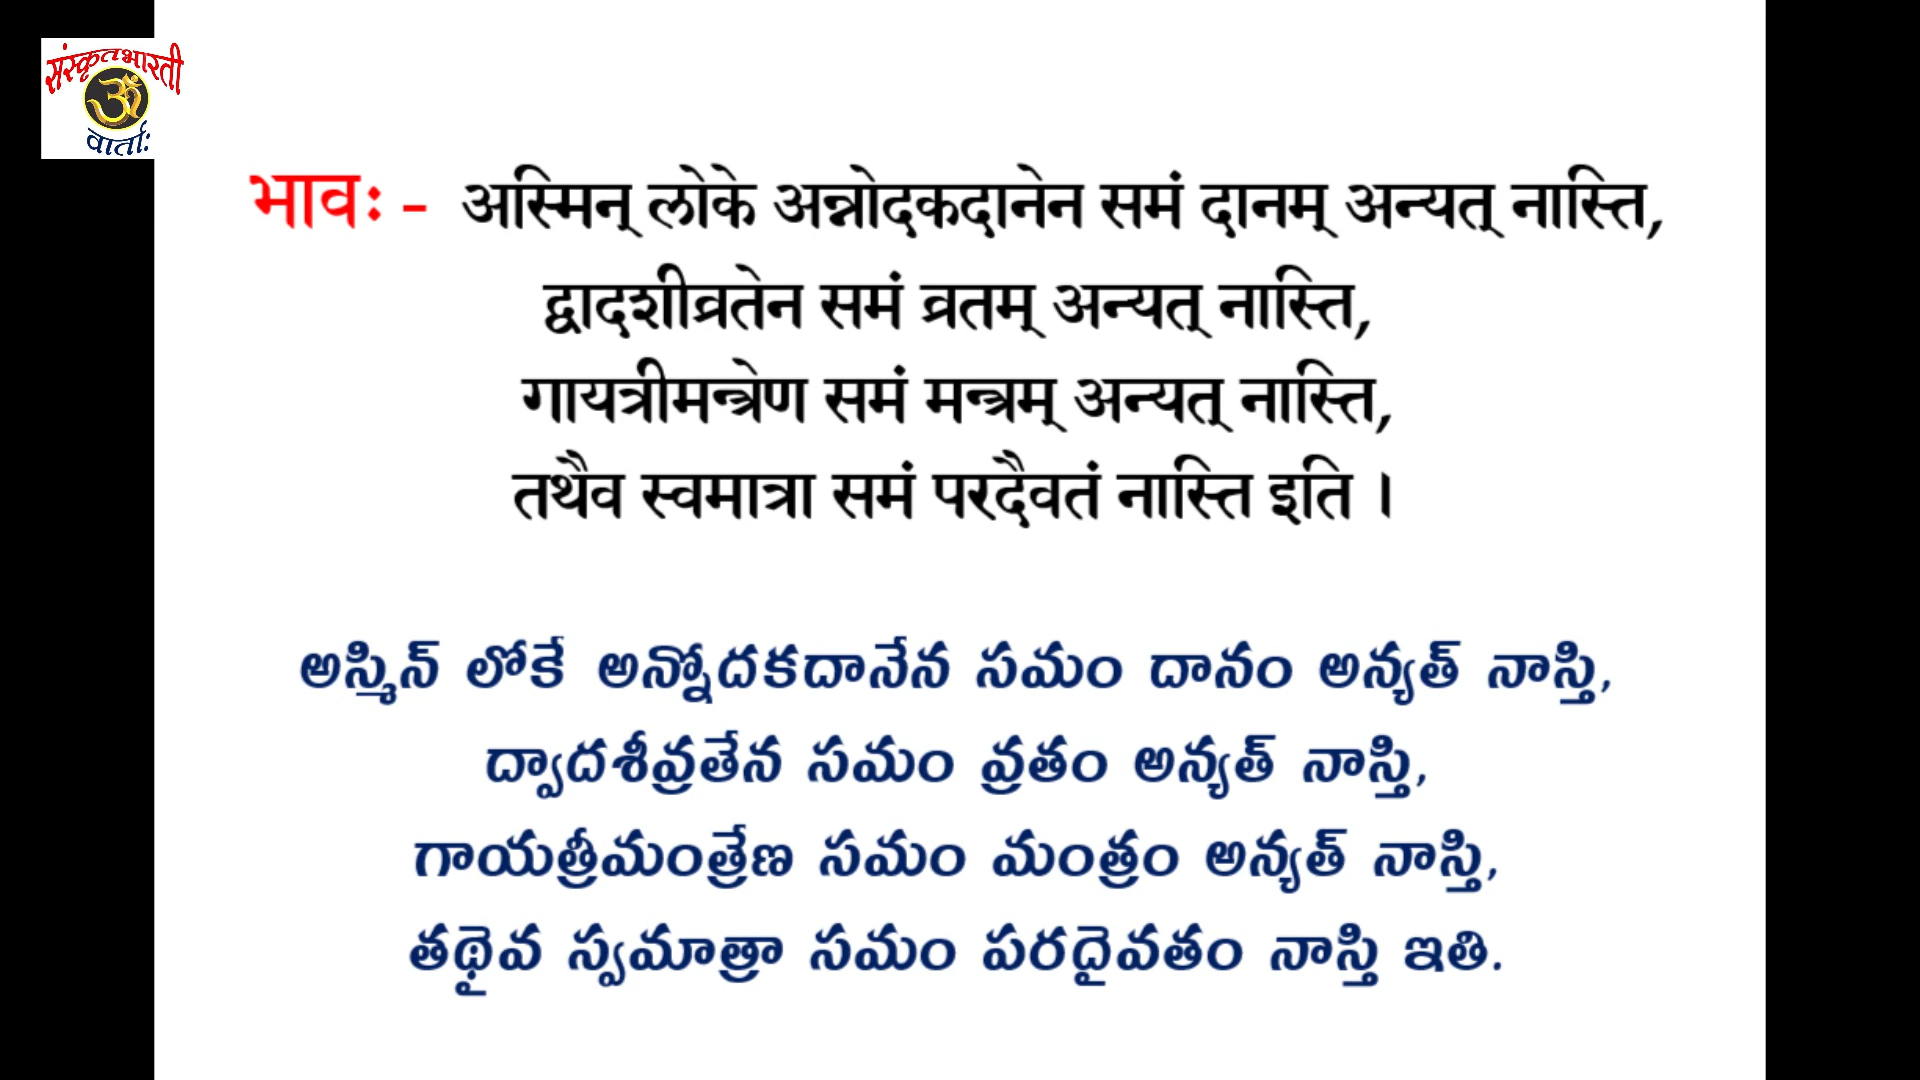 संस्कृतभारती
ॐ
वार्ताः
भावः - अस्मिन् लोके अन्नोदकदानेन समं दानम् अन्यत् नास्ति,
द्वादशीव्रतेन समं व्रतम् अन्यत् नास्ति,
गायत्रीमन्त्रेण समं मन्त्रम् अन्यत् नास्ति,
तथैव स्वमात्रा समं परदैवतं नास्ति इति ।
అస్మిన్ లోకే అన్నోదకదానేన సమం దానం అన్యత్ నాస్తి,
ద్వాదశీవ్రతేన సమం వ్రతం అన్యత్ నాస్తి,
గాయత్రీమంత్రేణ సమం మంత్రం అన్యత్ నాస్తి,
తథైవ స్వమాత్రా సమం పరదైవతం నాస్తి ఇతి.